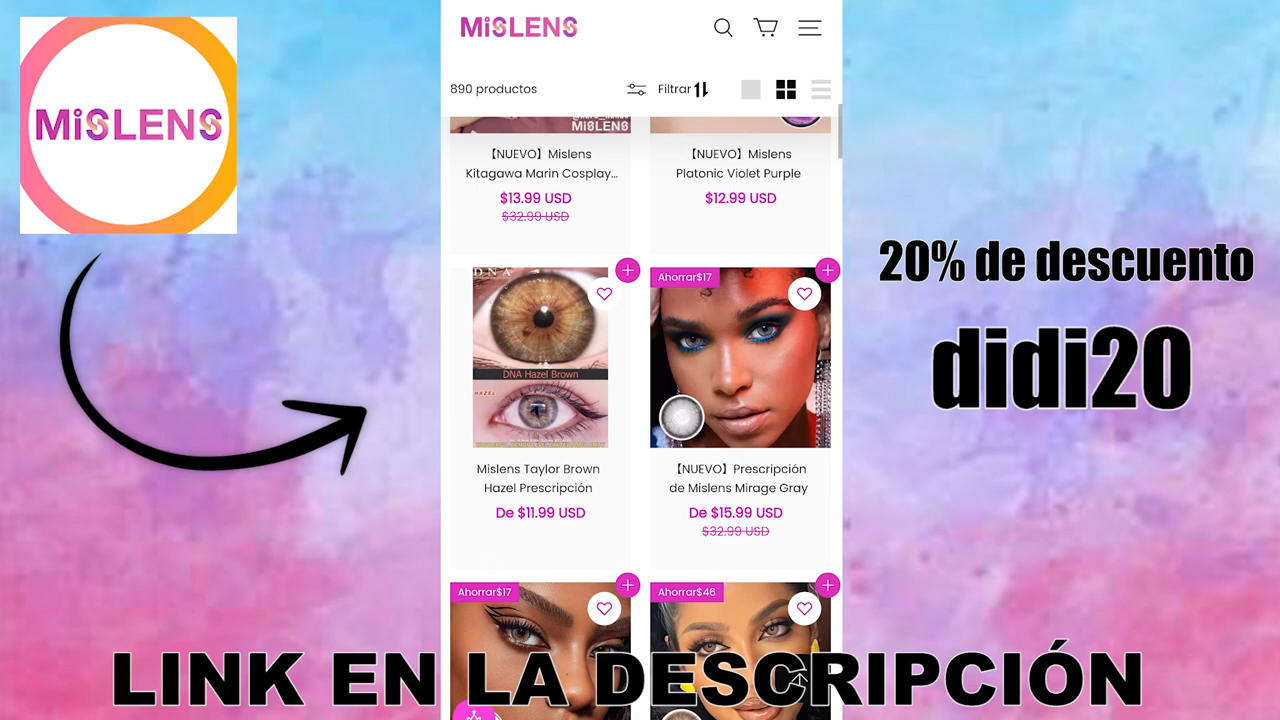 MiSLENS
MiSLENS
890 productos
Filtrar
MiSLENS
【NUEVO】Mislens
Kitagawa Marin Cosplay...
$13.99 USD
$32.99 USD
【NUEVO】Mislens
Platonic Violet Purple
$12.99 USD
20% de descuento
didi20
DNA
DNA Hazel Brown
HAZEL
Mislens Taylor Brown
Hazel Prescripción
De $11.99 USD
Ahorrar$17
【NUEVO】Prescripción
de Mislens Mirage Gray
De $15.99 USD
$32.99 USD
Ahorrar$17
Ahorrar$46
LINK EN LA DESCRIPCIÓN